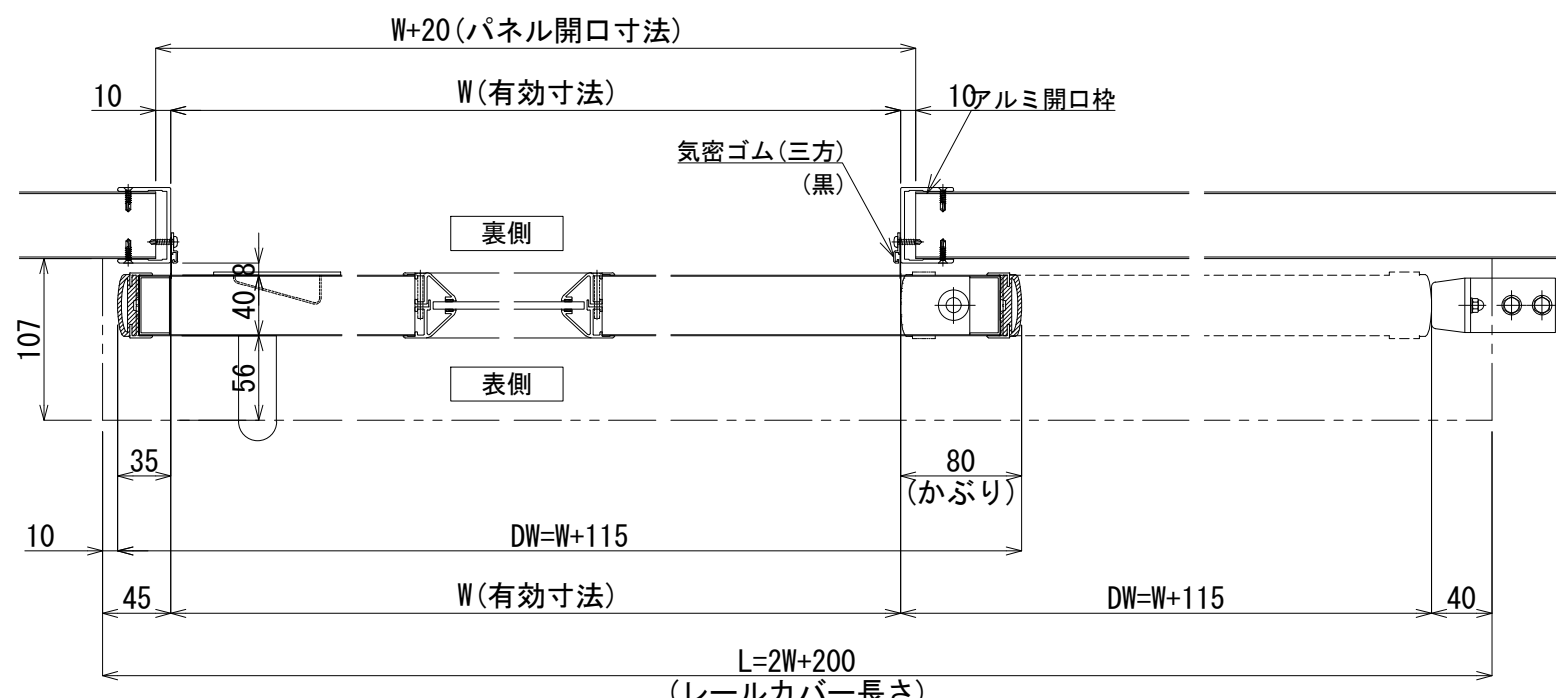 W+20(パネル開口寸法)
10
W(有効寸法)
10
アルミ開口枠
気密ゴム(三方)
(黒)
裏側
8
40
107
56
表側
35
80
(かぶり)
10
DW=W+115
45
W(有効寸法)
DW=W+115
40
L=2W+200
(レールカバー長さ)